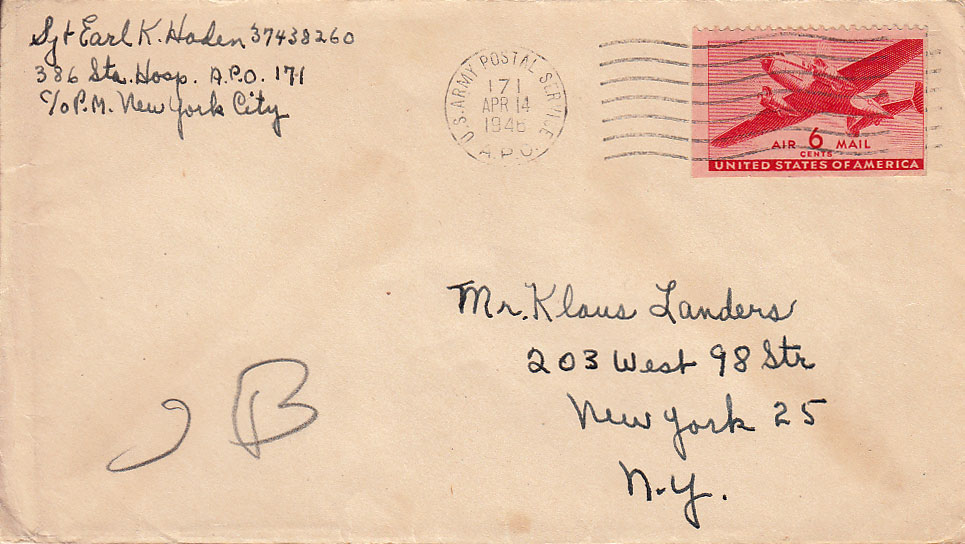 Sgt Earl K. Haden 37438260
386 Sta. Hosp. A.P.O. 171
c/o P.M. New York City
U.S. ARMY POSTAL SERVICE
171
APR 14
1946
A.P.O.
AIR 6 MAIL
CENTS
UNITED STATES OF AMERICA
Mr. Klaus Landers
203 West 98 Str
New York 25
N.Y.
B